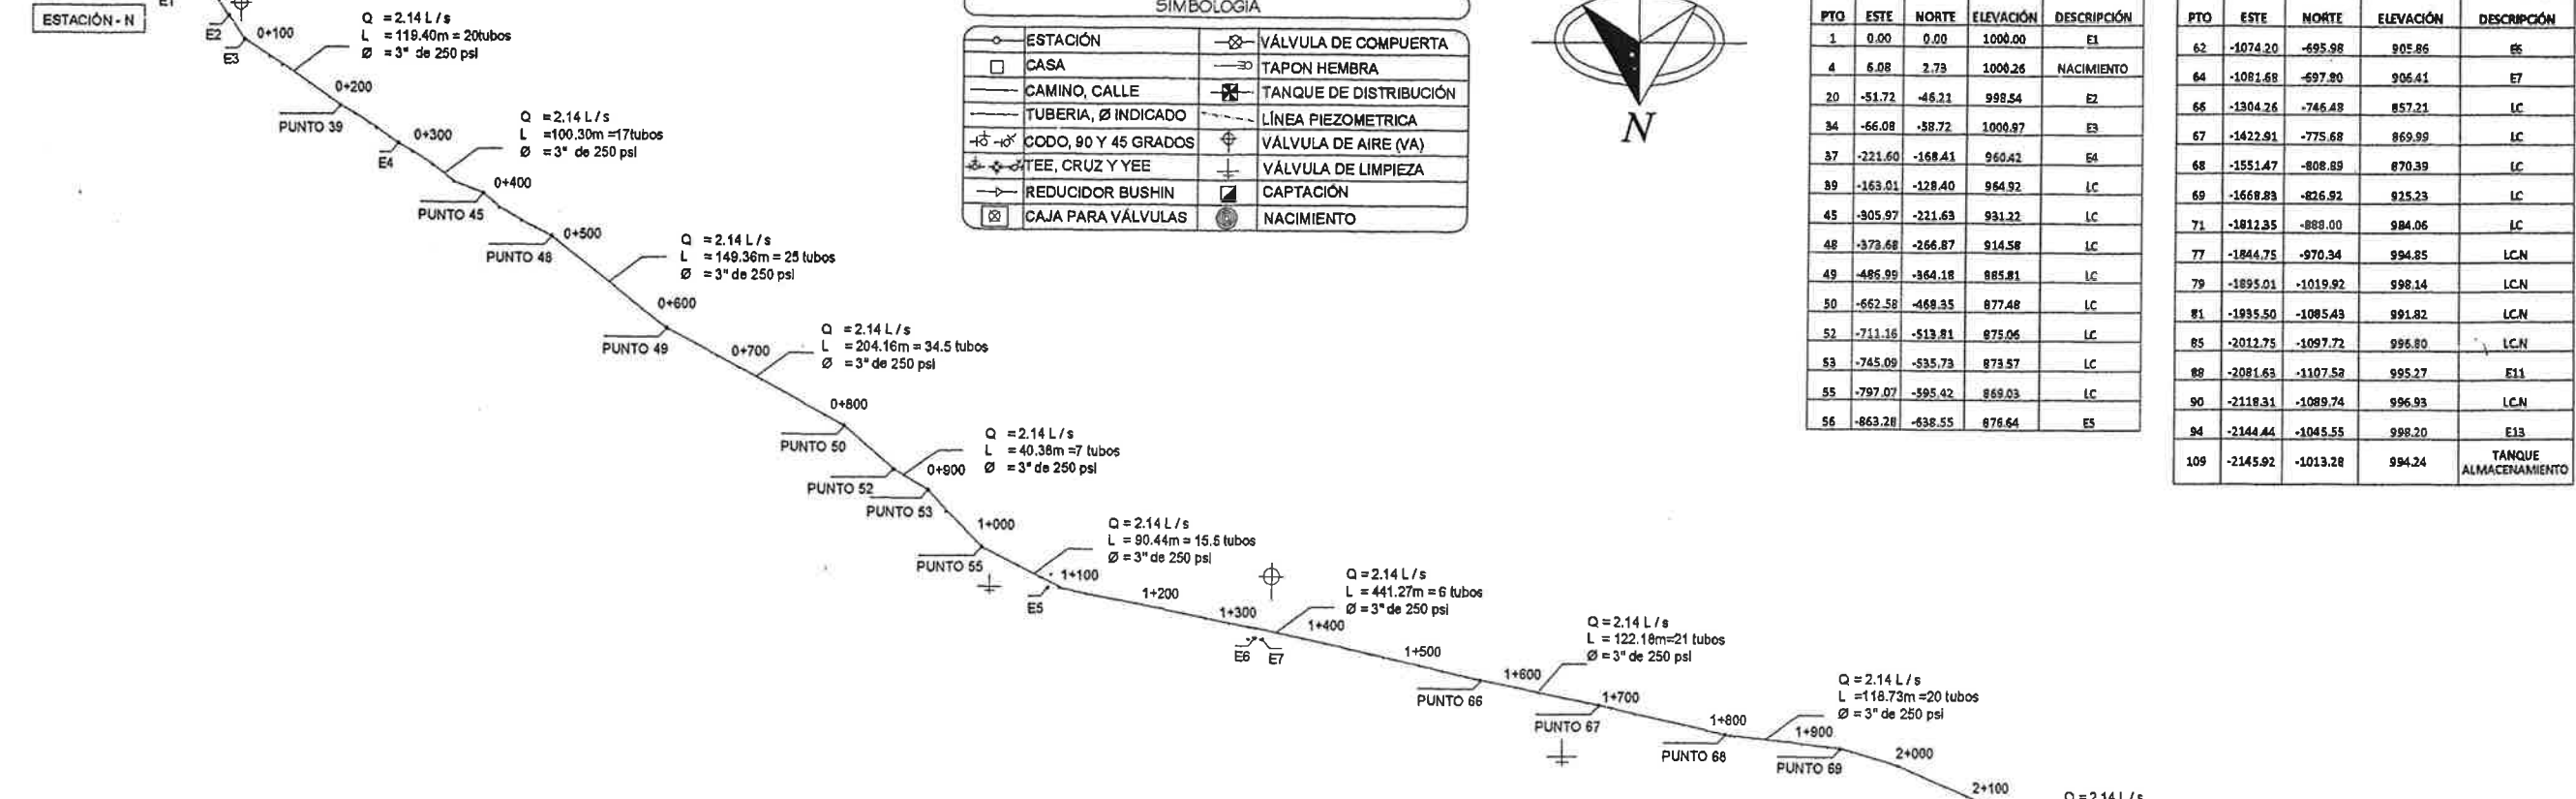 E1
ESTACIÓN - N
E2
E3
0+100
Q = 2.14 L / s
L = 119.40m = 20tubos
Ø = 3" de 250 psi
0+200
PUNTO 39
0+300
E4
Q = 2.14 L / s
L =100.30m =17tubos
Ø = 3" de 250 psi
0+400
PUNTO 45
0+500
PUNTO 48
Q = 2.14 L / s
L = 149.36m = 25 tubos
Ø = 3" de 250 psi
0+600
PUNTO 49
0+700
Q = 2.14 L / s
L = 204.16m = 34.5 tubos
Ø = 3" de 250 psi
0+800
PUNTO 50
Q = 2.14 L / s
L = 40.38m =7 tubos
Ø = 3" de 250 psi
0+900
PUNTO 52
PUNTO 53
1+000
PUNTO 55
Q = 2.14 L / s
L = 90.44m = 15.5 tubos
Ø = 3" de 250 psi
1+100
E5
1+200
1+300
E6 E7
Q = 2.14 L / s
L = 441.27m = 6 tubos
Ø = 3" de 250 psi
1+400
1+500
PUNTO 66
1+600
Q = 2.14 L / s
L = 122.18m=21 tubos
Ø = 3" de 250 psi
1+700
PUNTO 67
1+800
PUNTO 68
Q = 2.14 L / s
L =118.73m =20 tubos
Ø = 3" de 250 psi
1+900
PUNTO 69
2+000
2+100
Q = 2.14 L / s
SIMBOLOGÍA
ESTACIÓN VÁLVULA DE COMPUERTA
CASA TAPON HEMBRA
CAMINO, CALLE TANQUE DE DISTRIBUCIÓN
TUBERIA, Ø INDICADO LÍNEA PIEZOMETRICA
CODO, 90 Y 45 GRADOS VÁLVULA DE AIRE (VA)
TEE, CRUZ Y YEE VÁLVULA DE LIMPIEZA
REDUCIDOR BUSHIN CAPTACIÓN
CAJA PARA VÁLVULAS NACIMIENTO
N
PTO ESTE NORTE ELEVACIÓN DESCRIPCIÓN
1 0.00 0.00 1000.00 E1
4 6.08 2.73 1000.26 NACIMIENTO
20 -51.72 -46.21 998.54 E2
34 -66.08 -58.72 1000.97 E3
37 -221.60 -168.41 960.42 E4
39 -163.01 -128.40 964.92 LC
45 -305.97 -221.63 931.22 LC
48 -373.68 -266.87 914.58 LC
49 -486.99 -364.18 885.81 LC
50 -662.58 -468.35 877.48 LC
52 -711.16 -513.81 875.06 LC
53 -745.09 -535.73 873.57 LC
55 -797.07 -595.42 869.03 LC
56 -863.28 -638.55 876.64 E5
PTO ESTE NORTE ELEVACIÓN DESCRIPCIÓN
62 -1074.20 -695.98 905.86 E6
64 -1081.68 -697.80 906.41 E7
66 -1304.26 -746.48 857.21 LC
67 -1422.91 -775.68 869.99 LC
68 -1551.47 -808.89 870.39 LC
69 -1668.83 -826.92 925.23 LC
71 -1812.35 -888.00 984.06 LC
77 -1844.75 -970.34 994.85 LC.N
79 -1895.01 -1019.92 998.14 LC.N
81 -1935.50 -1085.43 991.82 LC.N
85 -2012.75 -1097.72 996.80 LC.N
88 -2081.63 -1107.58 995.27 E11
90 -2118.31 -1089.74 996.93 LC.N
94 -2144.44 -1045.55 998.20 E13
109 -2145.92 -1013.28 994.24 TANQUE ALMACENAMIENTO